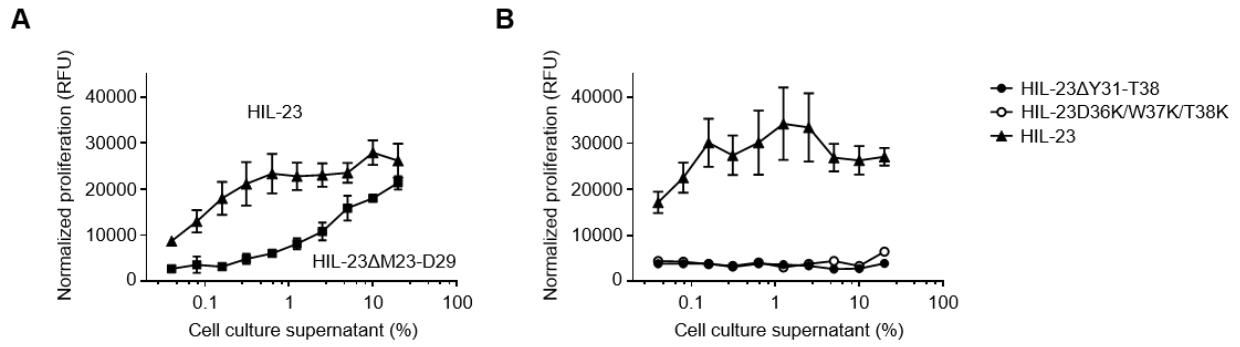 A
Normalized proliferation (RFU)
40000
30000
20000
10000
0
HIL-23
HIL-23ΔM23-D29
0.1 1 10 100
Cell culture supernatant (%)
B
Normalized proliferation (RFU)
40000
30000
20000
10000
0
0.1 1 10 100
Cell culture supernatant (%)
HIL-23ΔY31-T38
HIL-23D36K/W37K/T38K
HIL-23